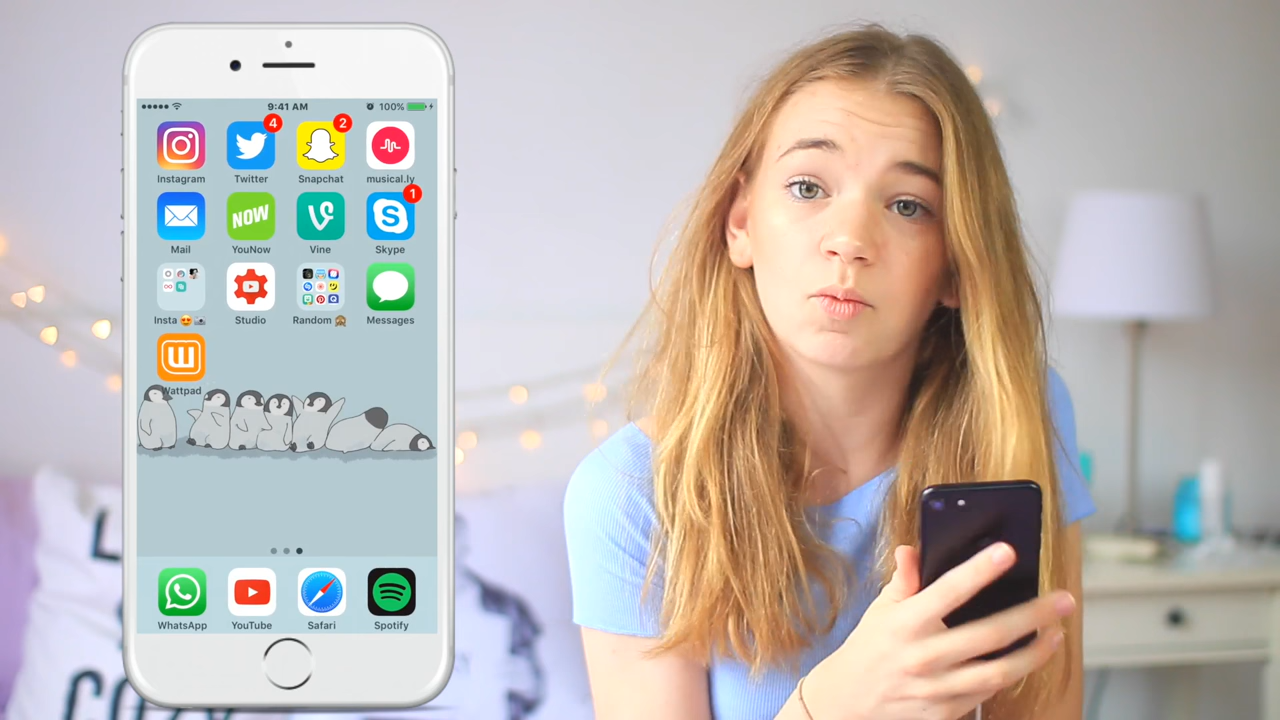 9:41 AM 100%
4 2
Instagram Twitter Snapchat musical.ly
1
NOW
Mail YouNow Vine Skype
Insta 😍📷 Studio Random 🙈 Messages
W
Wattpad
WhatsApp YouTube Safari Spotify
COZY